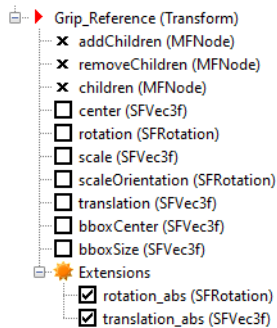 Grip_Reference (Transform)
addChildren (MFNode)
removeChildren (MFNode)
children (MFNode)
center (SFVec3f)
rotation (SFRotation)
scale (SFVec3f)
scaleOrientation (SFRotation)
translation (SFVec3f)
bboxCenter (SFVec3f)
bboxSize (SFVec3f)
Extensions
rotation_abs (SFRotation)
translation_abs (SFVec3f)